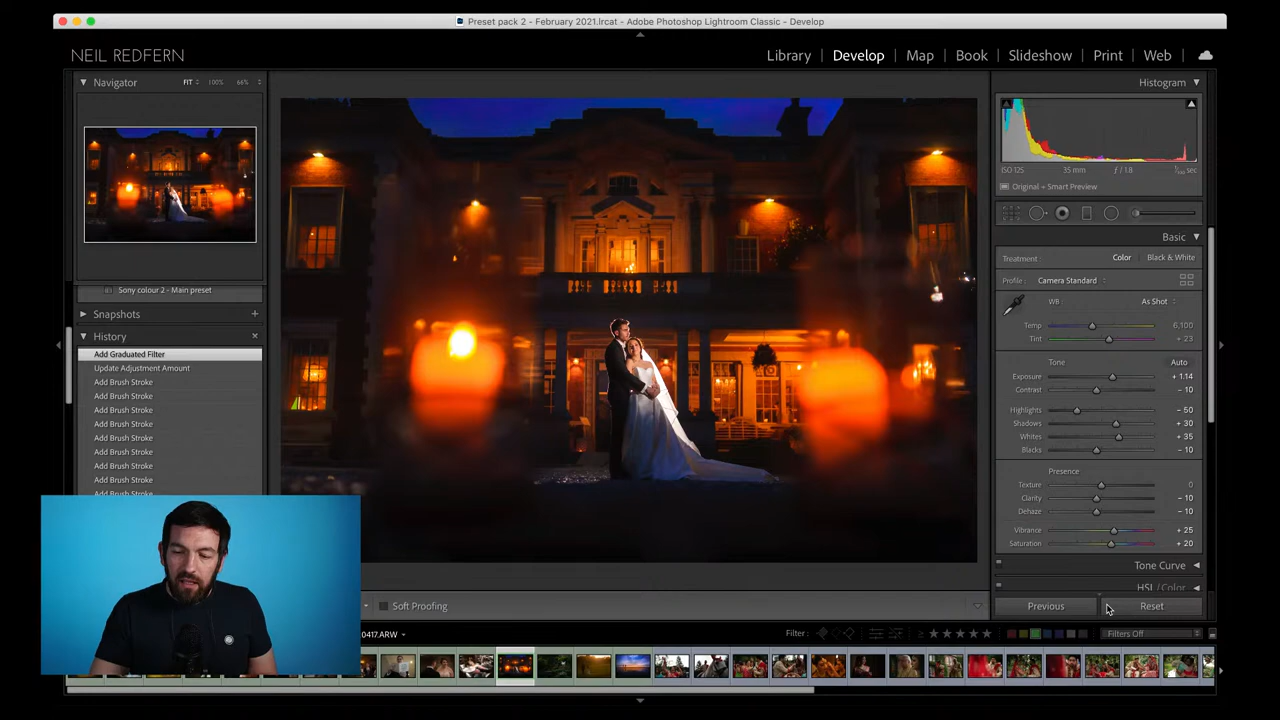 Preset pack 2 - February 2021.lrcat - Adobe Photoshop Lightroom Classic - Develop
NEIL REDFERN
Library | Develop | Map | Book | Slideshow | Print | Web
Navigator FIT 100% 66%
Histogram
ISO 125 35 mm ƒ / 1.8
Original + Smart Preview
Basic
Treatment: Color Black & White
Profile: Camera Standard
WB: As Shot
Temp 6,100
Tint + 23
Tone Auto
Exposure + 1.14
Contrast - 10
Highlights - 50
Shadows + 30
Whites + 35
Blacks - 10
Presence
Texture 0
Clarity - 10
Dehaze - 10
Vibrance + 25
Saturation + 20
Tone Curve
HSL / Color
Previous Reset
Sony colour 2 - Main preset
Snapshots +
History
Add Graduated Filter
Update Adjustment Amount
Add Brush Stroke
Add Brush Stroke
Add Brush Stroke
Add Brush Stroke
Add Brush Stroke
Add Brush Stroke
Add Brush Stroke
Add Brush Stroke
Add Brush Stroke
Soft Proofing
0417.ARW
Filter: Filters Off